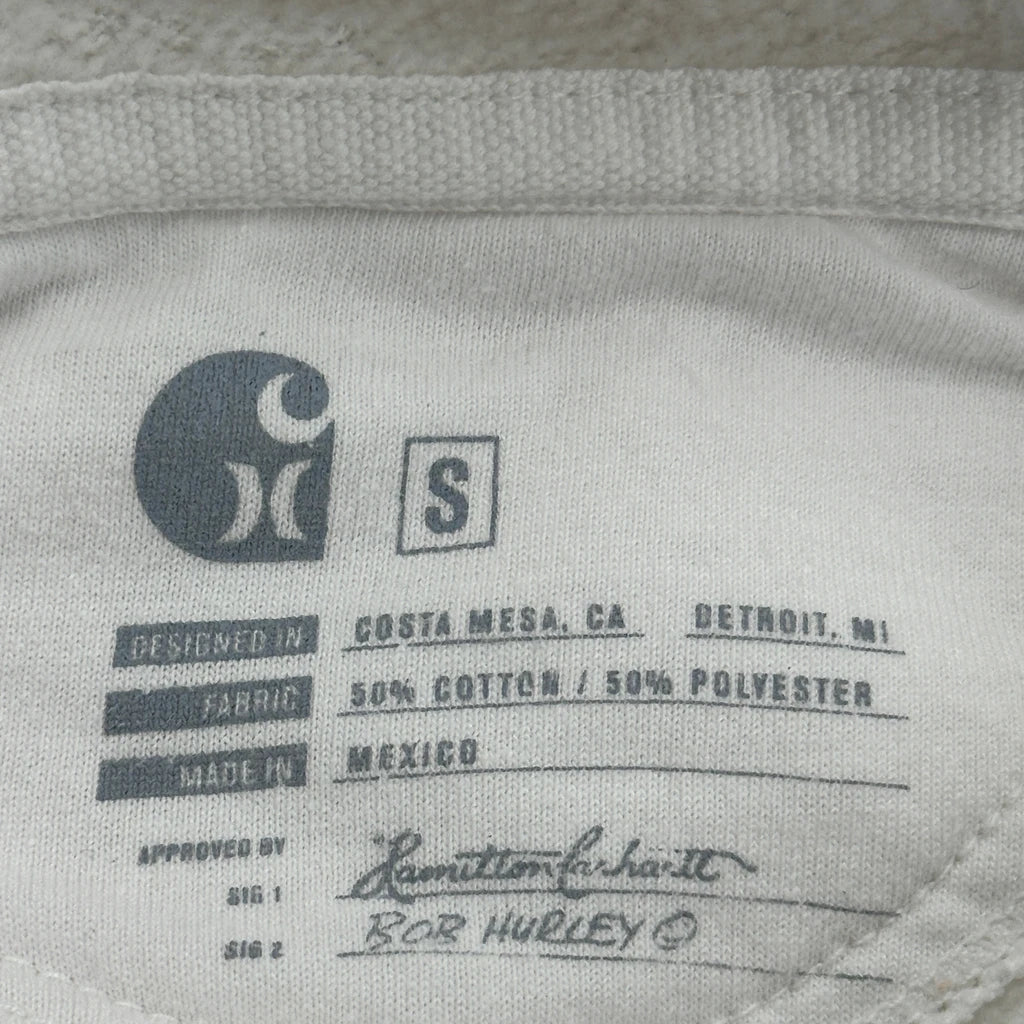 S
DESIGNED IN COSTA MESA, CA DETROIT, MI
FABRIC 50% COTTON / 50% POLYESTER
MADE IN MEXICO
APPROVED BY
SIG 1 Hamilton Carhartt
SIG 2 BOB HURLEY